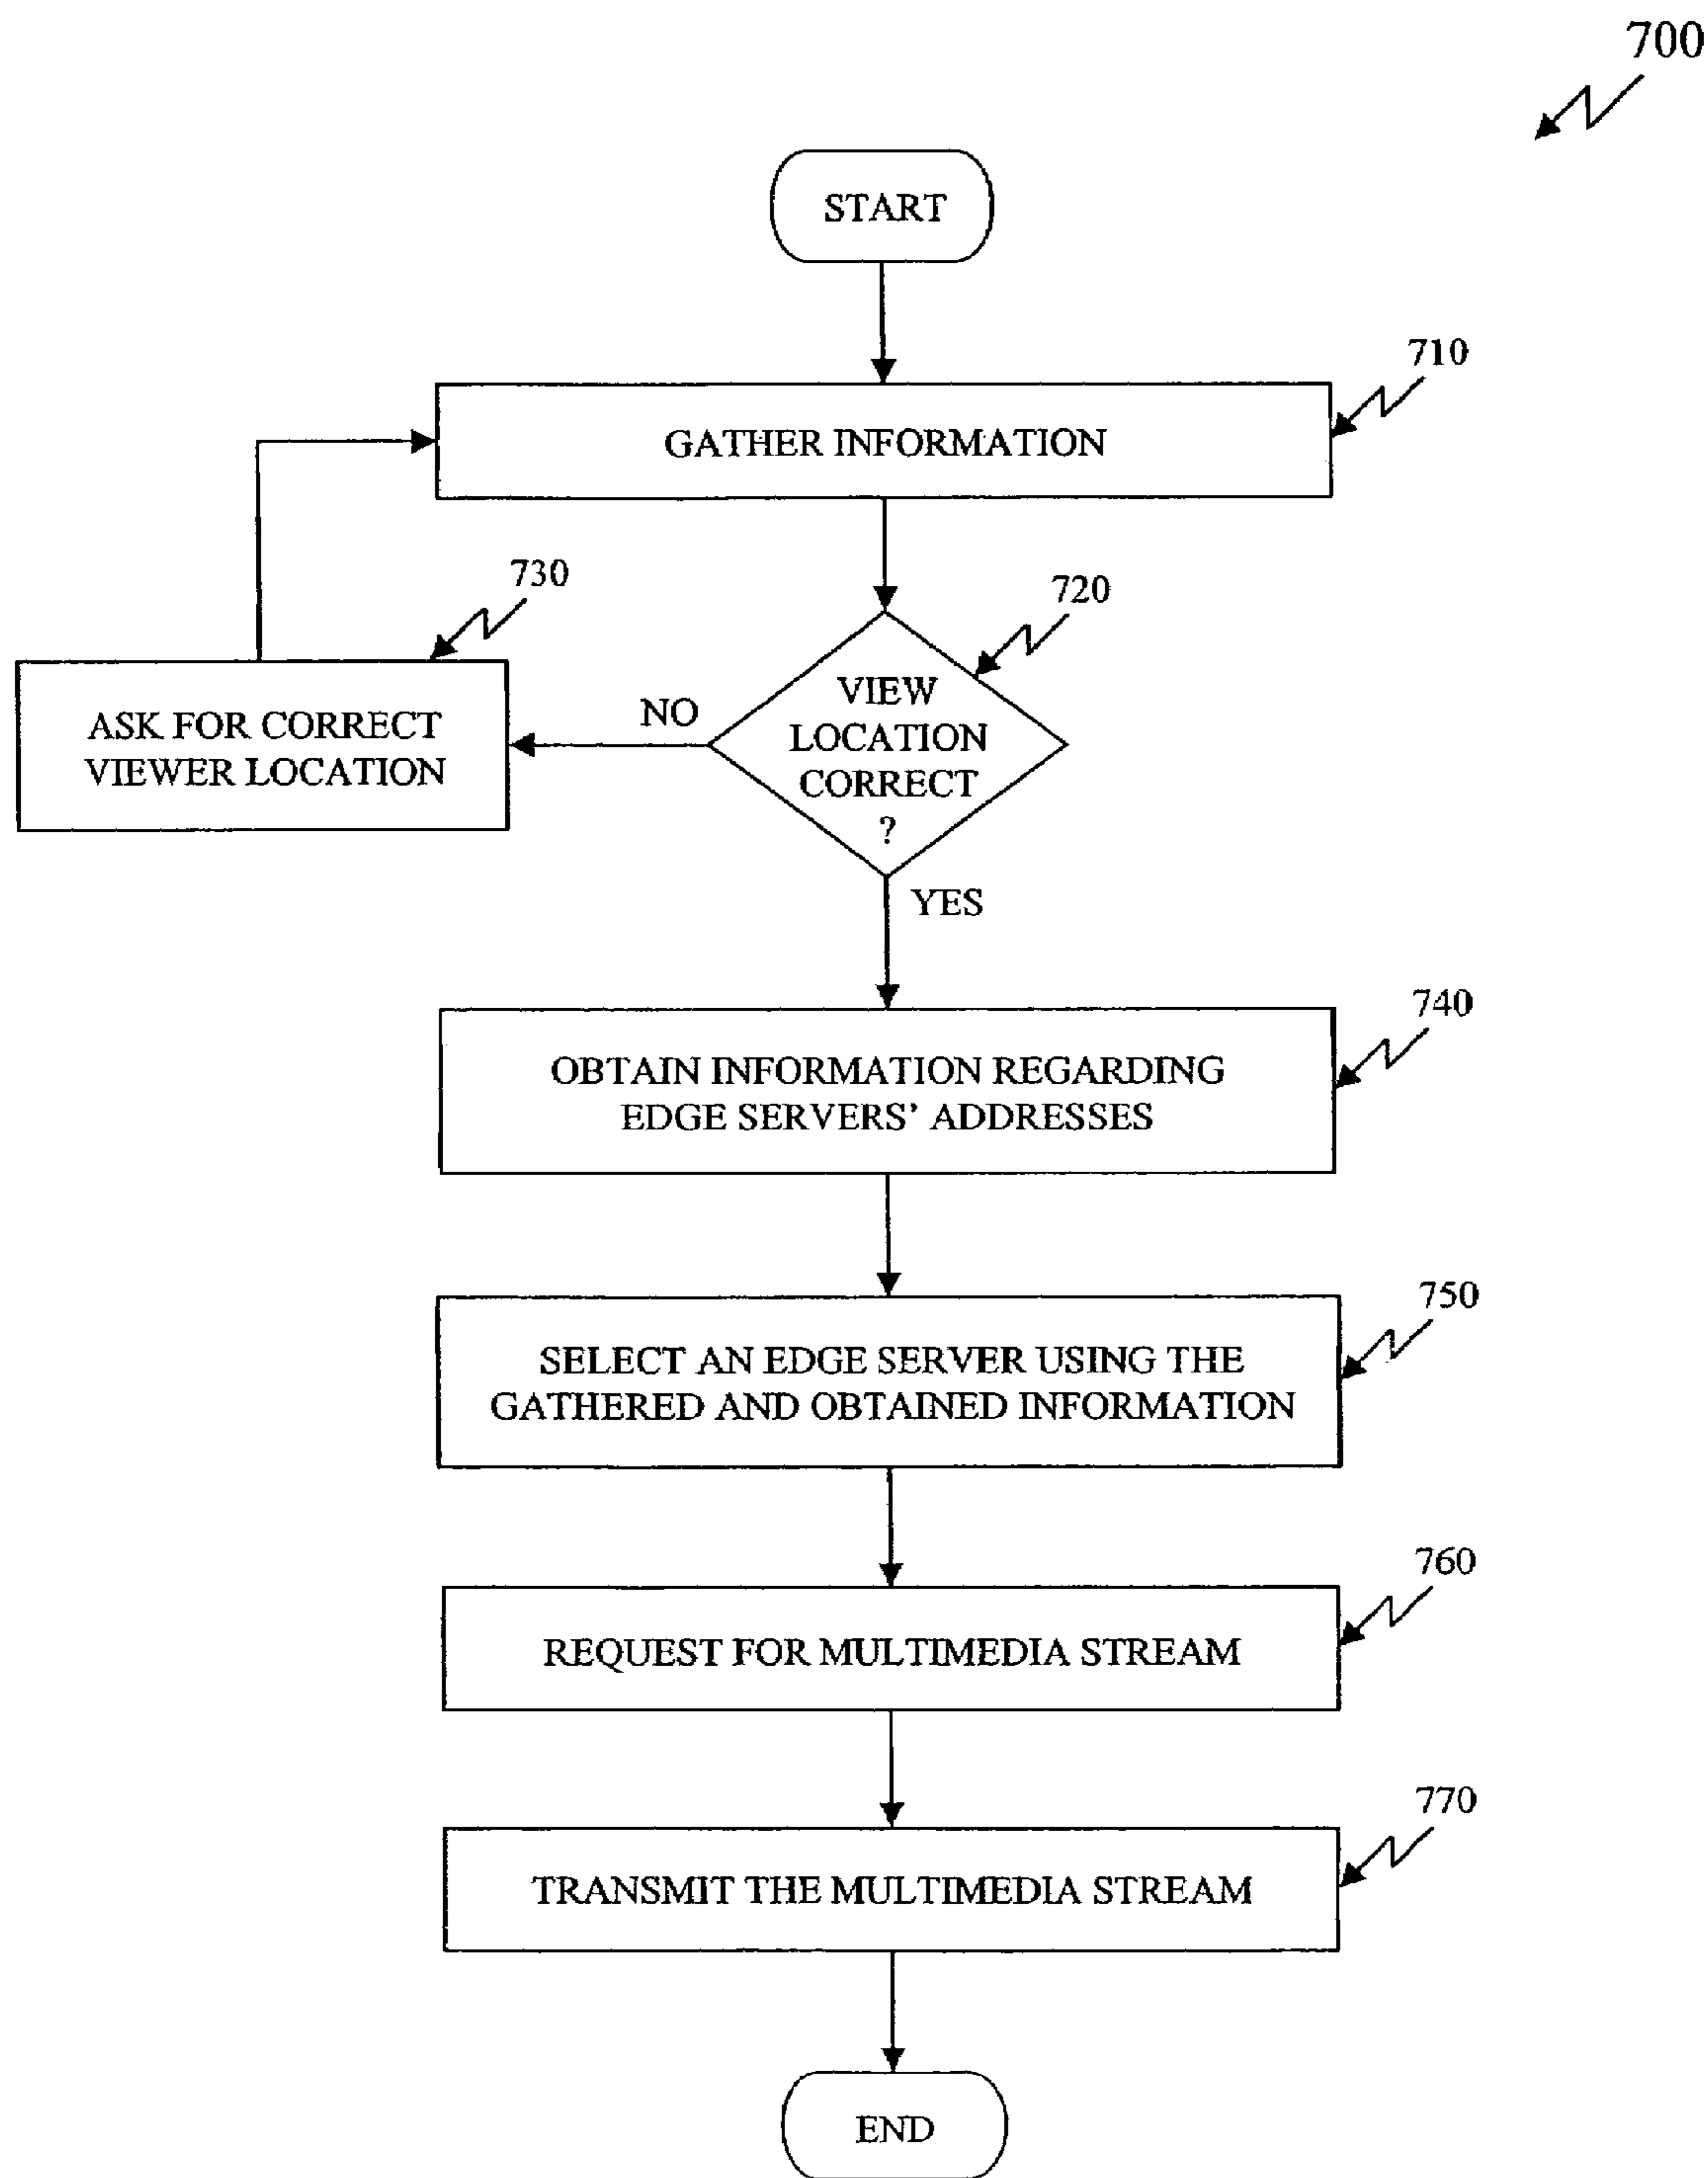 700
START
710
GATHER INFORMATION
730
720
VIEW
LOCATION
CORRECT
?
NO
ASK FOR CORRECT
VIEWER LOCATION
YES
740
OBTAIN INFORMATION REGARDING
EDGE SERVERS’ ADDRESSES
750
SELECT AN EDGE SERVER USING THE
GATHERED AND OBTAINED INFORMATION
760
REQUEST FOR MULTIMEDIA STREAM
770
TRANSMIT THE MULTIMEDIA STREAM
END